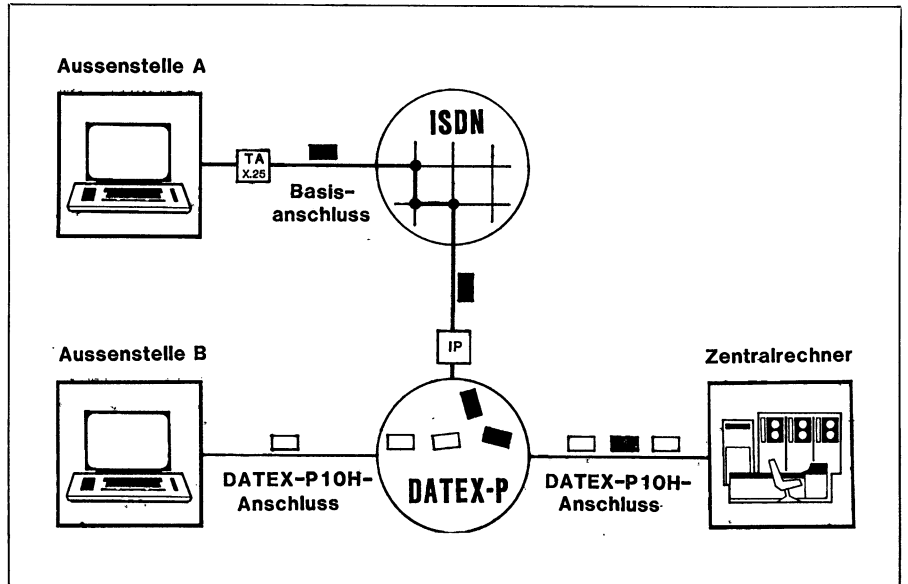 Aussenstelle A
ISDN
TA
X.25
Basis-
anschluss
IP
Aussenstelle B
Zentralrechner
DATEX-P10H-
Anschluss
DATEX-P
DATEX-P10H-
Anschluss